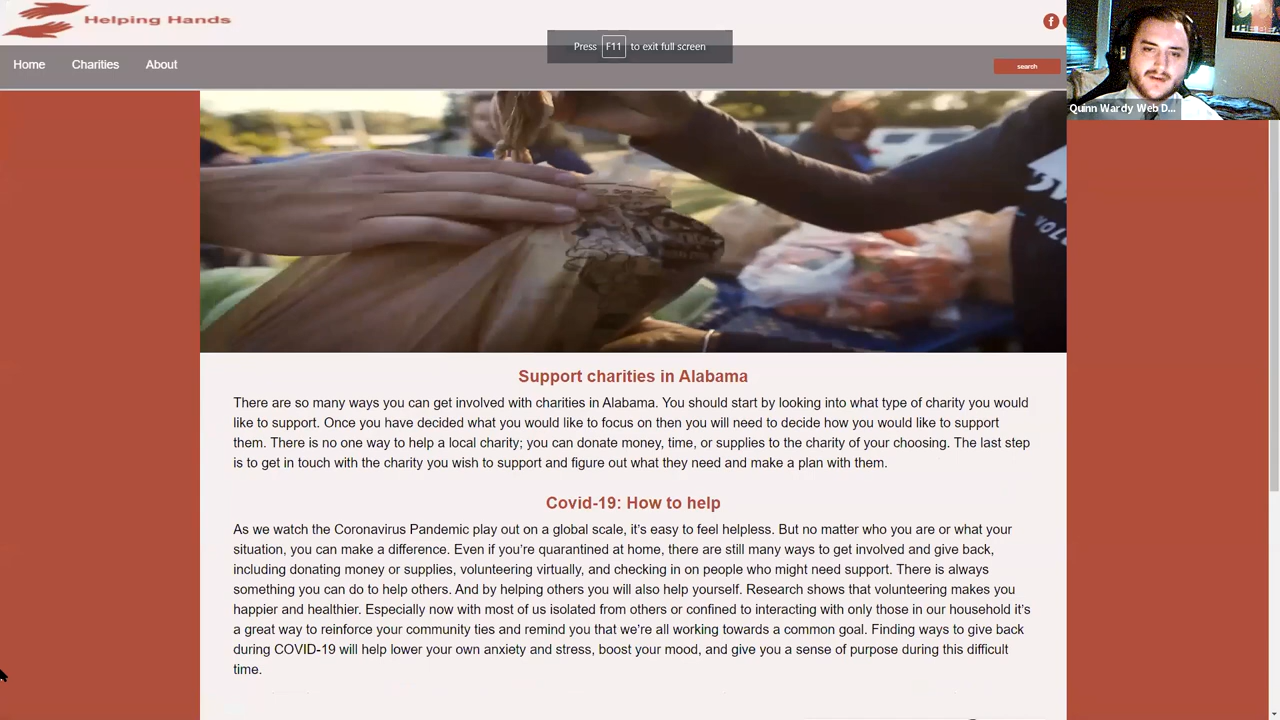 Helping Hands
f
Press F11 to exit full screen
Home Charities About
search
Quinn Wardy Web D...
Support charities in Alabama
There are so many ways you can get involved with charities in Alabama. You should start by looking into what type of charity you would
like to support. Once you have decided what you would like to focus on then you will need to decide how you would like to support
them. There is no one way to help a local charity; you can donate money, time, or supplies to the charity of your choosing. The last step
is to get in touch with the charity you wish to support and figure out what they need and make a plan with them.
Covid-19: How to help
As we watch the Coronavirus Pandemic play out on a global scale, it's easy to feel helpless. But no matter who you are or what your
situation, you can make a difference. Even if you're quarantined at home, there are still many ways to get involved and give back,
including donating money or supplies, volunteering virtually, and checking in on people who might need support. There is always
something you can do to help others. And by helping others you will also help yourself. Research shows that volunteering makes you
happier and healthier. Especially now with most of us isolated from others or confined to interacting with only those in our household it's
a great way to reinforce your community ties and remind you that we're all working towards a common goal. Finding ways to give back
during COVID-19 will help lower your own anxiety and stress, boost your mood, and give you a sense of purpose during this difficult
time.